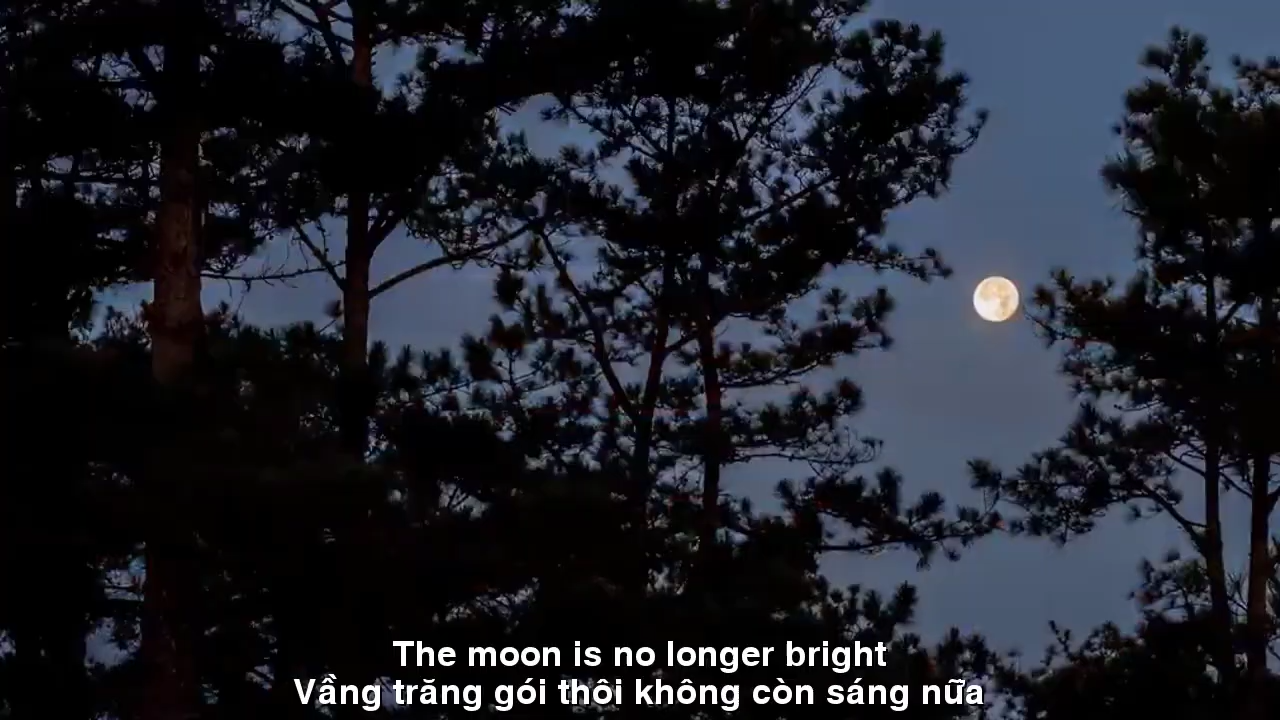 The moon is no longer bright
Vầng trăng gói thôi không còn sáng nữa